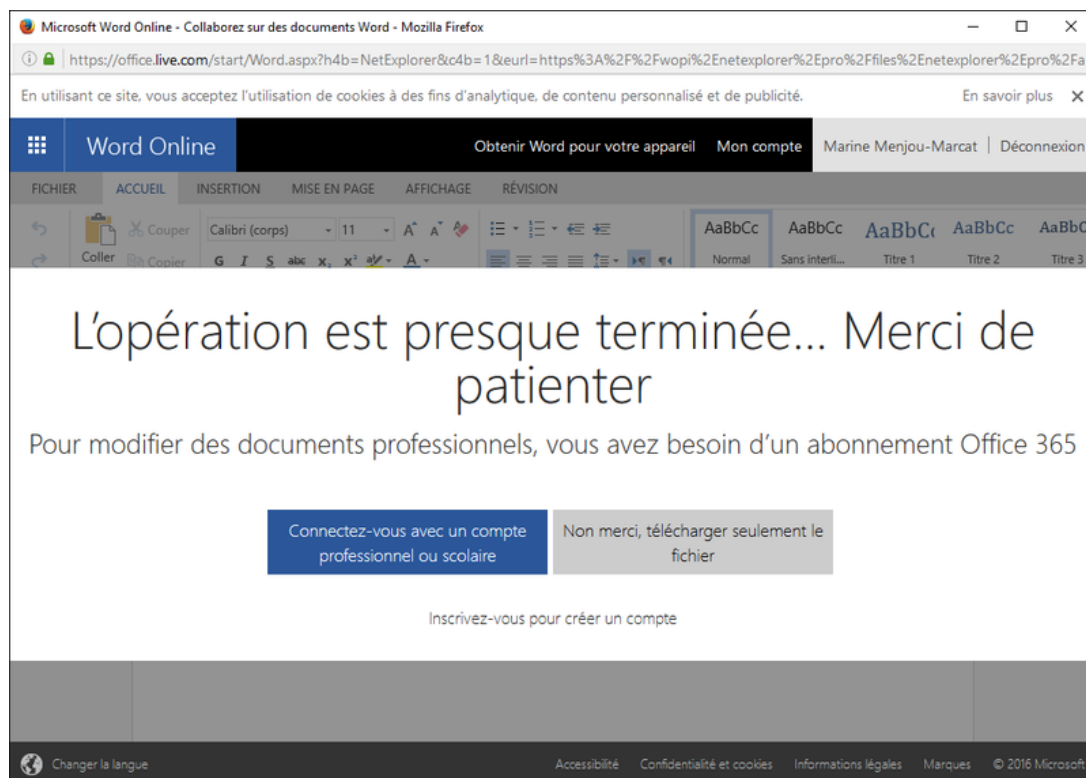 Microsoft Word Online - Collaborez sur des documents Word - Mozilla Firefox
https://office.live.com/start/Word.aspx?h4b=NetExplorer&c4b=1&eurl=https%3A%2F%2Fwopi%2Enetexplorer%2Epro%2Ffiles%2Enetexplorer%2Epro%2Fa
En utilisant ce site, vous acceptez l'utilisation de cookies à des fins d'analytique, de contenu personnalisé et de publicité. En savoir plus
Word Online Obtenir Word pour votre appareil Mon compte Marine Menjou-Marcat | Déconnexion
FICHIER ACCUEIL INSERTION MISE EN PAGE AFFICHAGE RÉVISION
Couper Calibri (corps) 11 A A AaBbCc AaBbCc AaBbCc AaBbCc AaBbC
Coller Copier G I S abc x₂ x² ab A Normal Sans interli... Titre 1 Titre 2 Titre 3
L'opération est presque terminée... Merci de
patienter
Pour modifier des documents professionnels, vous avez besoin d'un abonnement Office 365
Connectez-vous avec un compte
professionnel ou scolaire
Non merci, télécharger seulement le
fichier
Inscrivez-vous pour créer un compte
Changer la langue Accessibilité Confidentialité et cookies Informations légales Marques © 2016 Microsoft